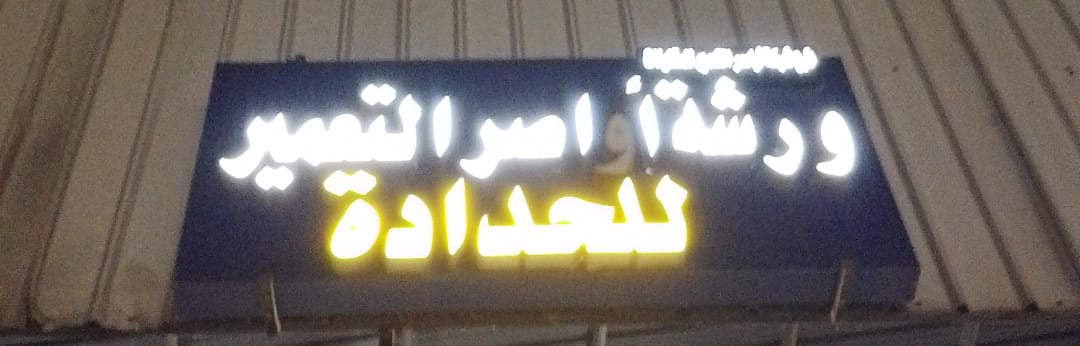 ورشة أواصر التعمير
للحدادة